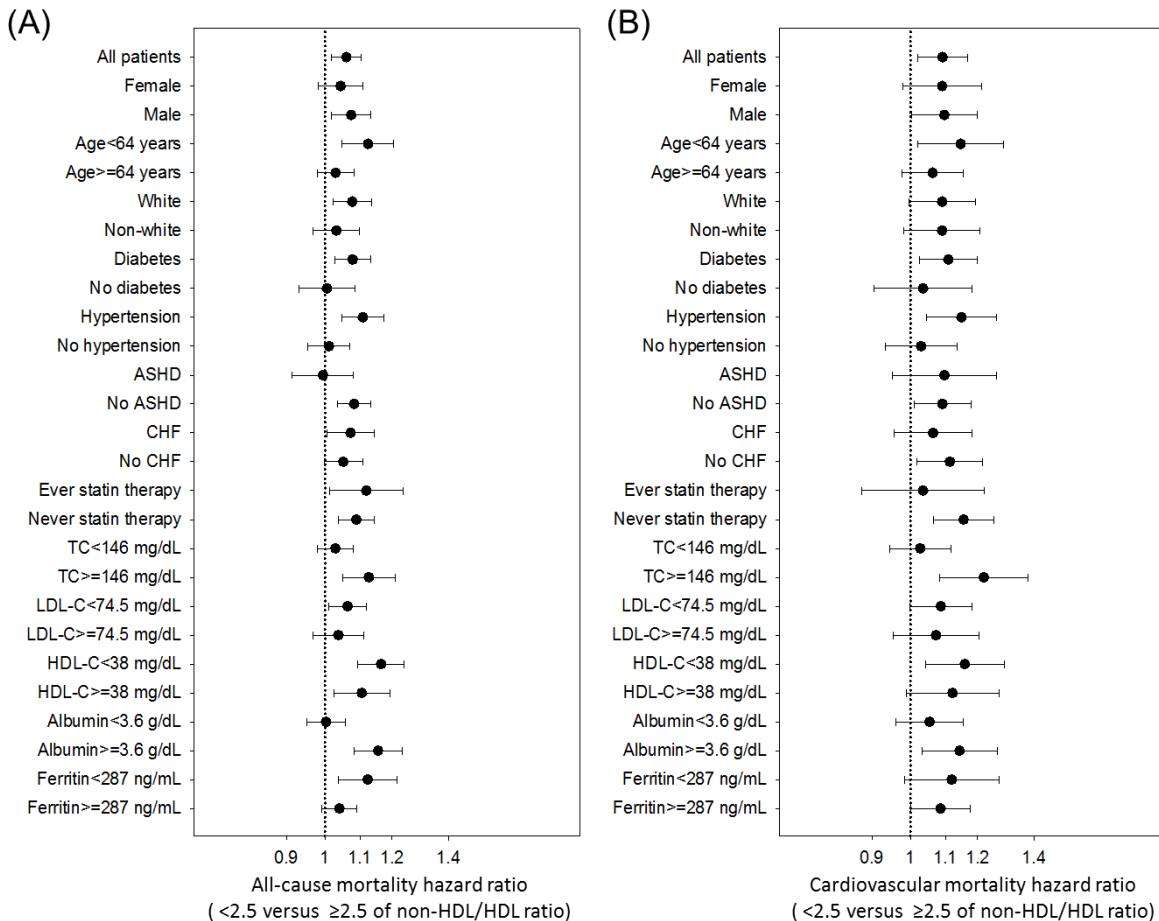 (A)
All patients
Female
Male
Age<64 years
Age>=64 years
White
Non-white
Diabetes
No diabetes
Hypertension
No hypertension
ASHD
No ASHD
CHF
No CHF
Ever statin therapy
Never statin therapy
TC<146 mg/dL
TC>=146 mg/dL
LDL-C<74.5 mg/dL
LDL-C>=74.5 mg/dL
HDL-C<38 mg/dL
HDL-C>=38 mg/dL
Albumin<3.6 g/dL
Albumin>=3.6 g/dL
Ferritin<287 ng/mL
Ferritin>=287 ng/mL
0.9 1 1.1 1.2 1.4
All-cause mortality hazard ratio
( <2.5 versus ≥2.5 of non-HDL/HDL ratio)
(B)
All patients
Female
Male
Age<64 years
Age>=64 years
White
Non-white
Diabetes
No diabetes
Hypertension
No hypertension
ASHD
No ASHD
CHF
No CHF
Ever statin therapy
Never statin therapy
TC<146 mg/dL
TC>=146 mg/dL
LDL-C<74.5 mg/dL
LDL-C>=74.5 mg/dL
HDL-C<38 mg/dL
HDL-C>=38 mg/dL
Albumin<3.6 g/dL
Albumin>=3.6 g/dL
Ferritin<287 ng/mL
Ferritin>=287 ng/mL
0.9 1 1.1 1.2 1.4
Cardiovascular mortality hazard ratio
( <2.5 versus ≥2.5 of non-HDL/HDL ratio)